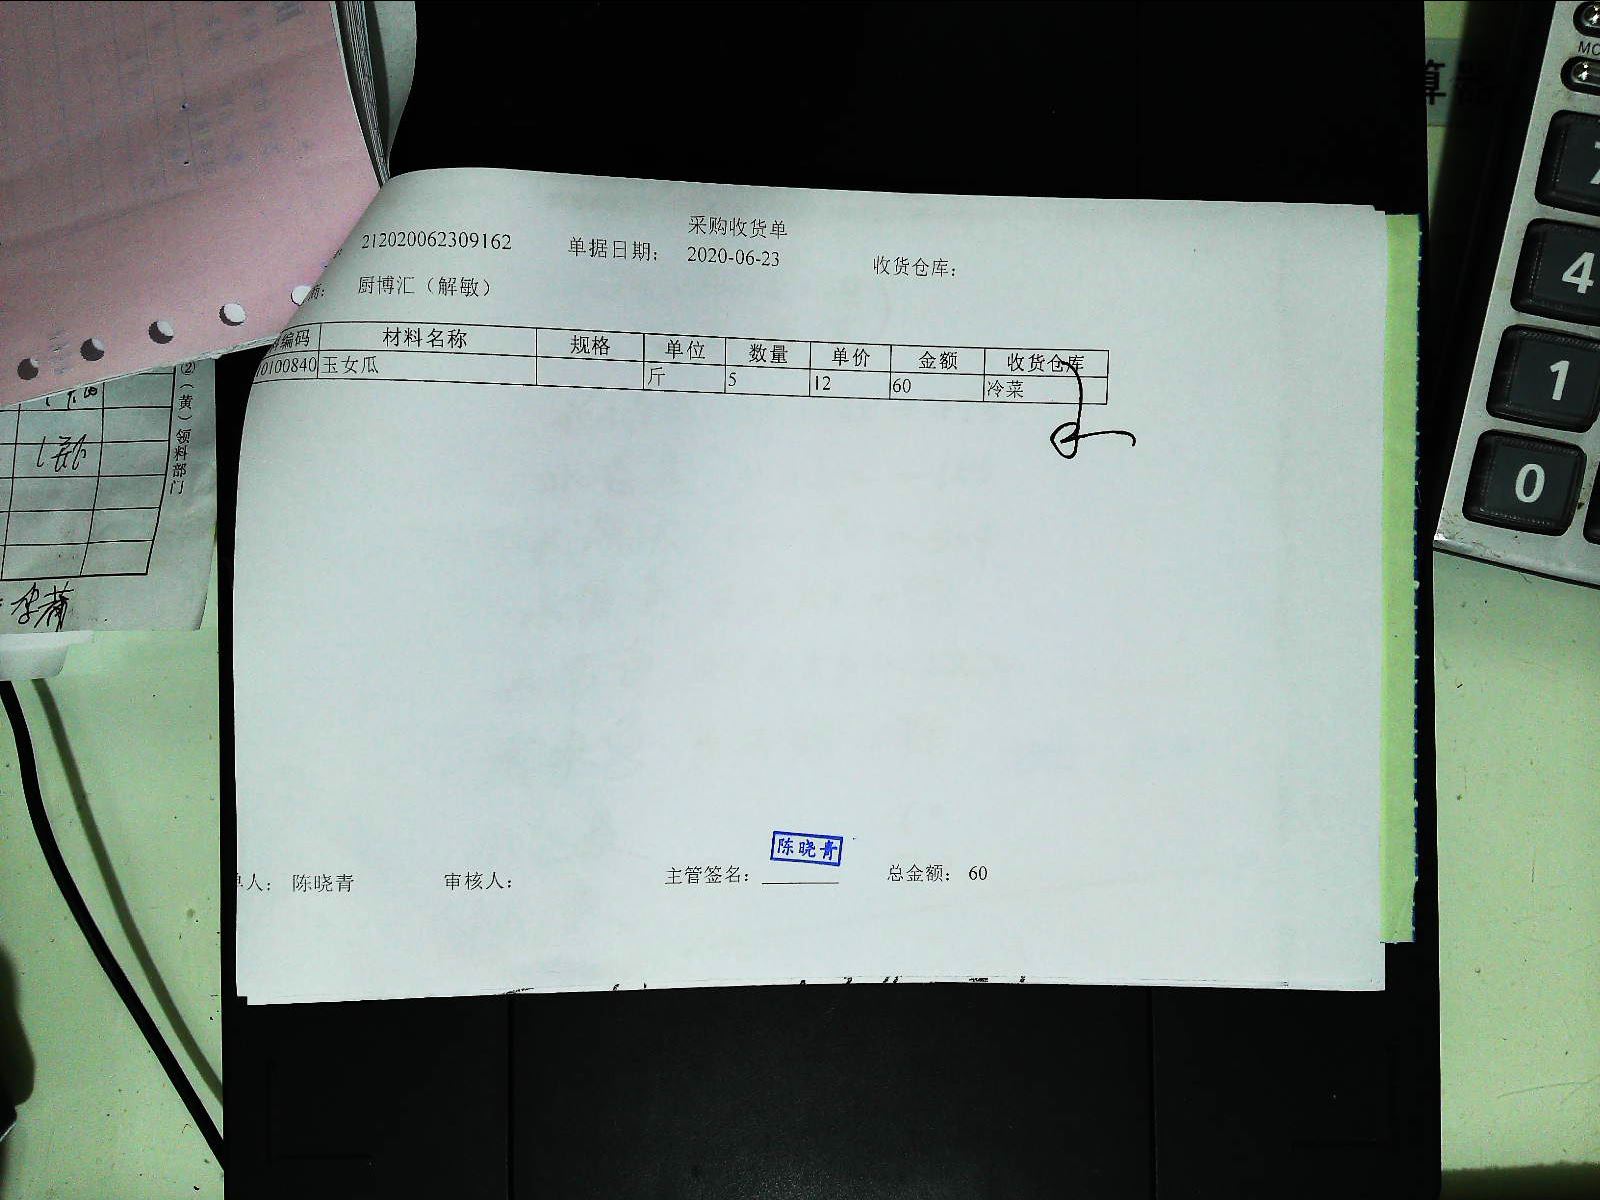 采购收货单
212020062309162 单据日期: 2020-06-23 收货仓库:
商: 厨博汇(解敏)
编码 材料名称 规格 单位 数量 单价 金额 收货仓库
0100840 玉女瓜 斤 5 12 60 冷菜
陈晓青
单人: 陈晓青 审核人: 主管签名: 总金额: 60
②(黄)领料部门
算器
4
1
0